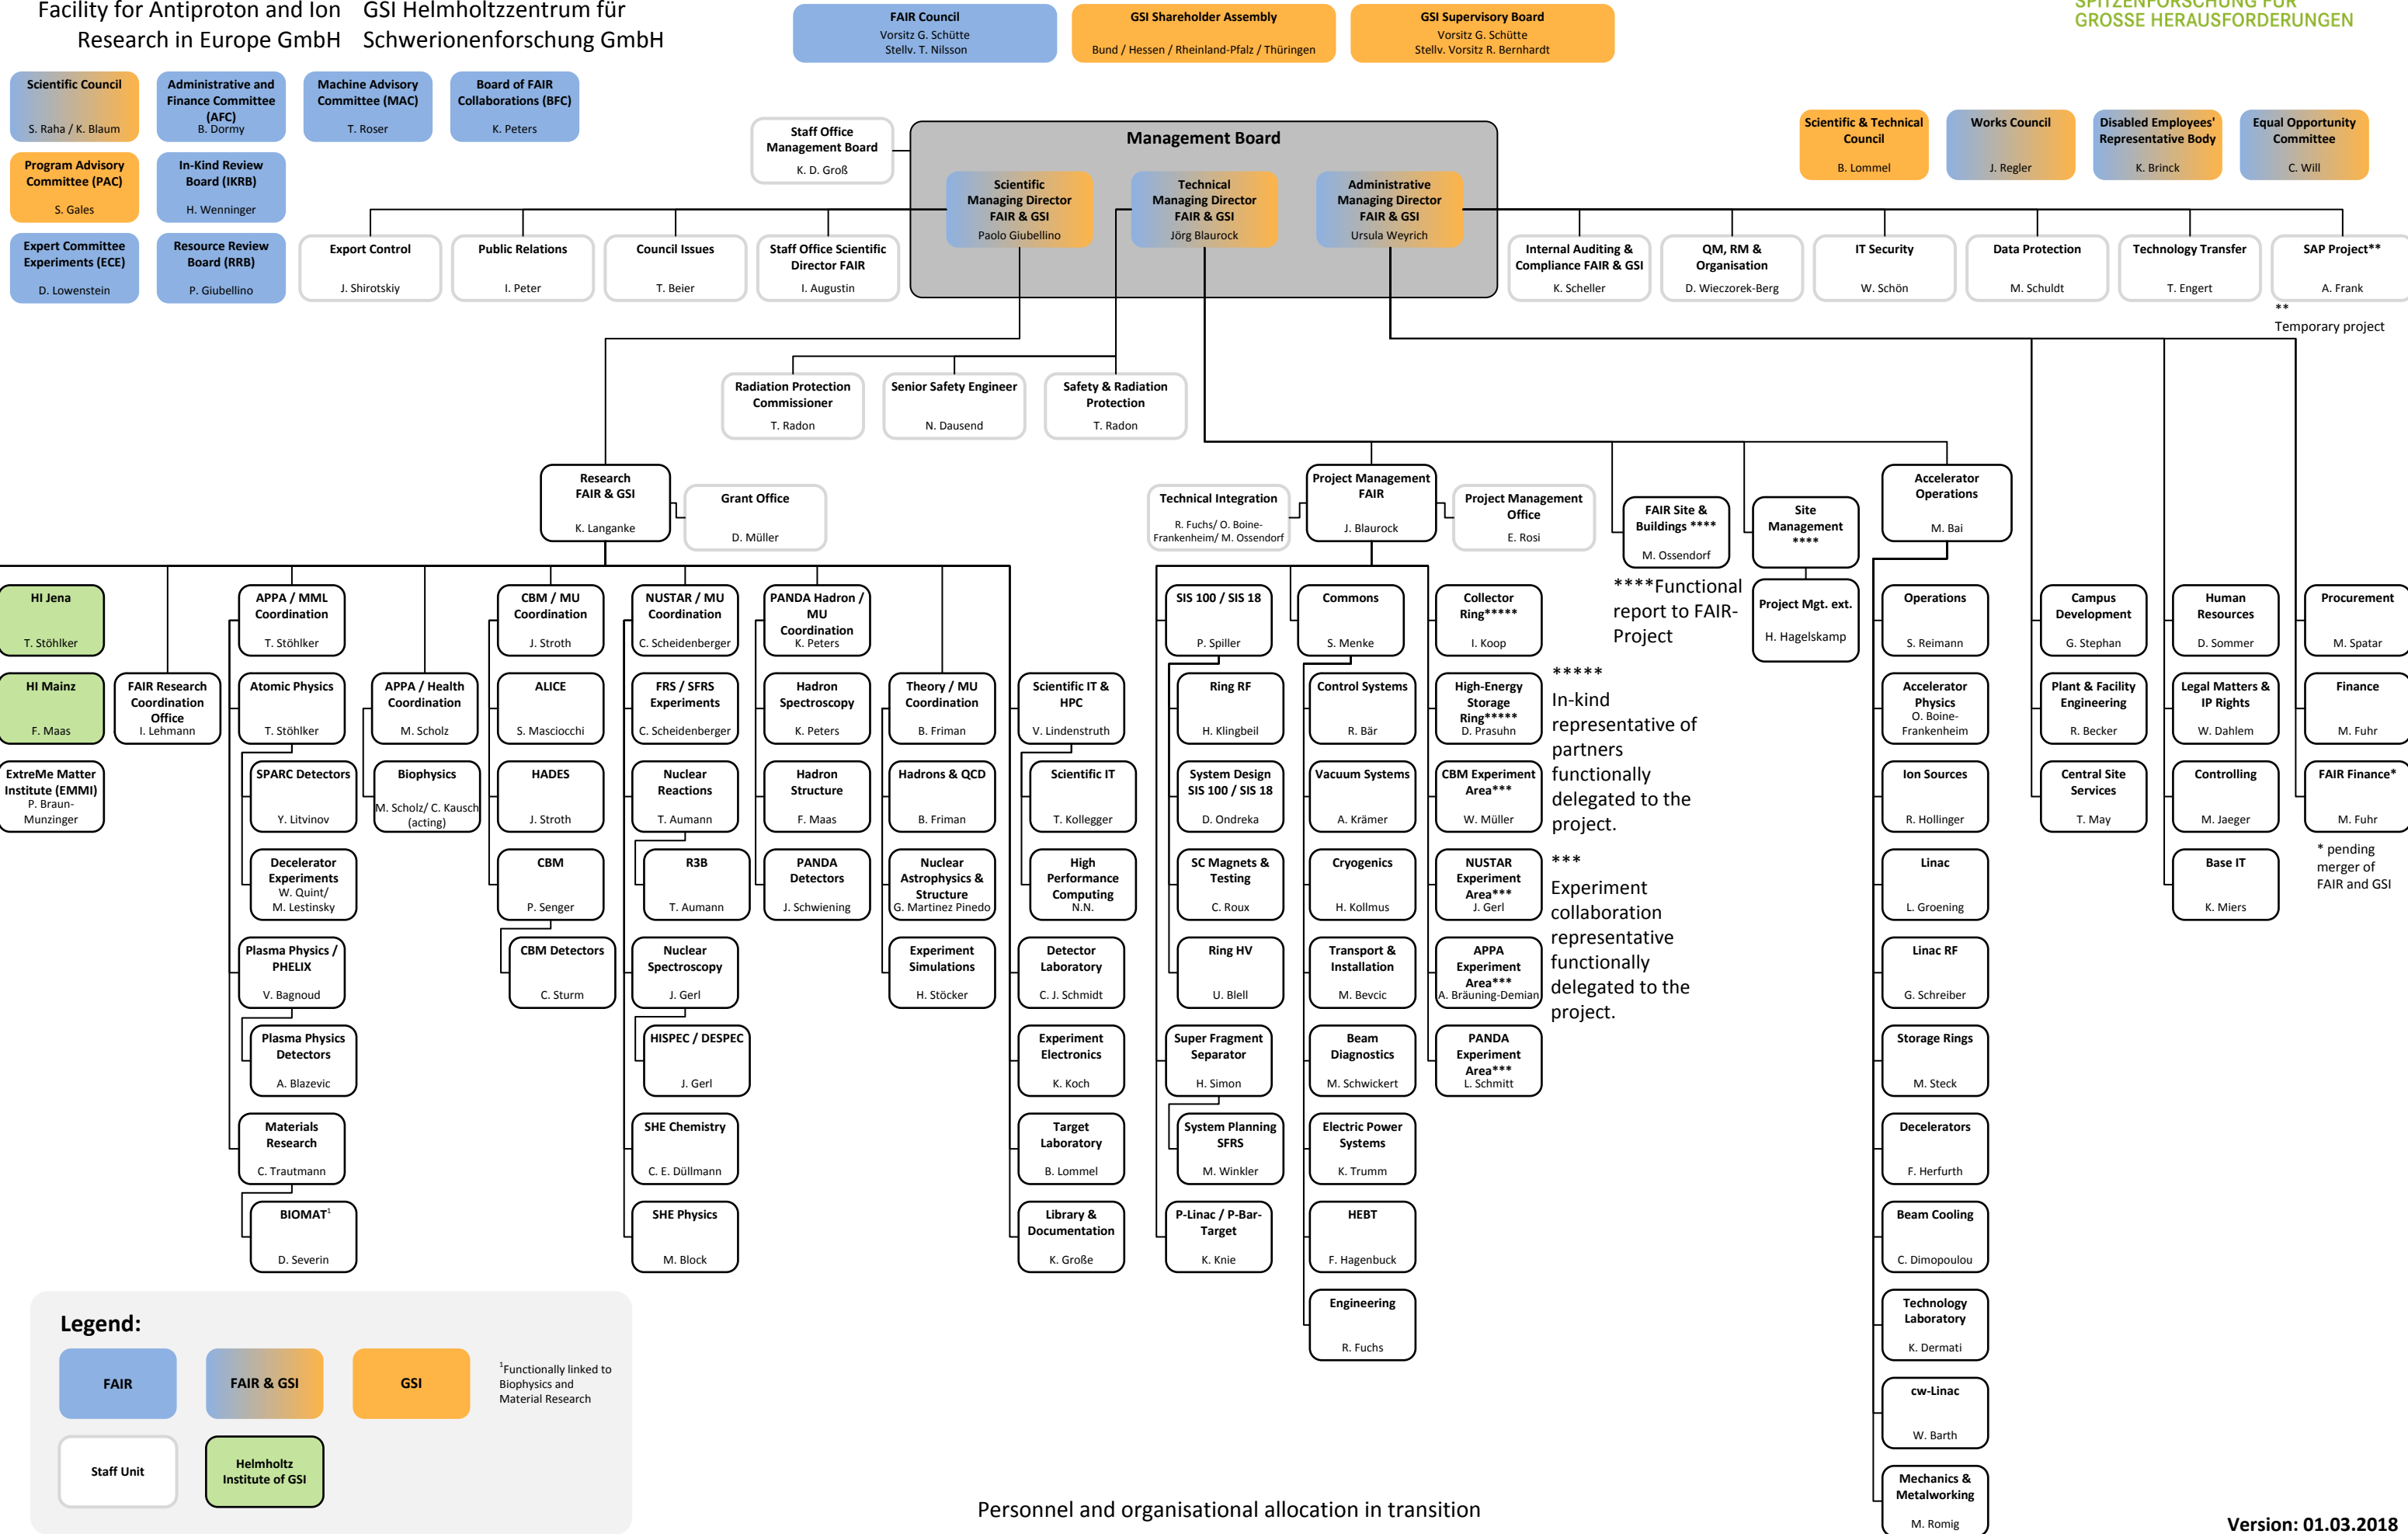 Facility for Antiproton and Ion
Research in Europe GmbH
GSI Helmholtzzentrum für
Schwerionenforschung GmbH
FAIR Council
Vorsitz G. Schütte
Stellv. T. Nilsson
GSI Shareholder Assembly
Bund / Hessen / Rheinland-Pfalz / Thüringen
GSI Supervisory Board
Vorsitz G. Schütte
Stellv. Vorsitz R. Bernhardt
SPITZENFORSCHUNG FÜR
GROSSE HERAUSFORDERUNGEN
Scientific Council
S. Raha / K. Blaum
Administrative and
Finance Committee
(AFC)
B. Dormy
Machine Advisory
Committee (MAC)
T. Roser
Board of FAIR
Collaborations (BFC)
K. Peters
Program Advisory
Committee (PAC)
S. Gales
In-Kind Review
Board (IKRB)
H. Wenninger
Expert Committee
Experiments (ECE)
D. Lowenstein
Resource Review
Board (RRB)
P. Giubellino
Staff Office
Management Board
K. D. Groß
Management Board
Scientific
Managing Director
FAIR & GSI
Paolo Giubellino
Technical
Managing Director
FAIR & GSI
Jörg Blaurock
Administrative
Managing Director
FAIR & GSI
Ursula Weyrich
Scientific & Technical
Council
B. Lommel
Works Council
J. Regler
Disabled Employees'
Representative Body
K. Brinck
Equal Opportunity
Committee
C. Will
Export Control
J. Shirotskiy
Public Relations
I. Peter
Council Issues
T. Beier
Staff Office Scientific
Director FAIR
I. Augustin
Internal Auditing &
Compliance FAIR & GSI
K. Scheller
QM, RM &
Organisation
D. Wieczorek-Berg
IT Security
W. Schön
Data Protection
M. Schuldt
Technology Transfer
T. Engert
SAP Project**
A. Frank
**
Temporary project
Radiation Protection
Commissioner
T. Radon
Senior Safety Engineer
N. Dausend
Safety & Radiation
Protection
T. Radon
Research
FAIR & GSI
K. Langanke
Grant Office
D. Müller
Technical Integration
R. Fuchs/ O. Boine-
Frankenheim/ M. Ossendorf
Project Management
FAIR
J. Blaurock
Project Management
Office
E. Rosi
FAIR Site &
Buildings ****
M. Ossendorf
Site
Management
****
Accelerator
Operations
M. Bai
****Functional
report to FAIR-
Project
Project Mgt. ext.
H. Hagelskamp
HI Jena
T. Stöhlker
HI Mainz
F. Maas
ExtreMe Matter
Institute (EMMI)
P. Braun-
Munzinger
FAIR Research
Coordination
Office
I. Lehmann
APPA / MML
Coordination
T. Stöhlker
Atomic Physics
T. Stöhlker
SPARC Detectors
Y. Litvinov
Decelerator
Experiments
W. Quint/
M. Lestinsky
Plasma Physics /
PHELIX
V. Bagnoud
Plasma Physics
Detectors
A. Blazevic
Materials
Research
C. Trautmann
BIOMAT1
D. Severin
APPA / Health
Coordination
M. Scholz
Biophysics
M. Scholz/ C. Kausch
(acting)
CBM / MU
Coordination
J. Stroth
ALICE
S. Masciocchi
HADES
J. Stroth
CBM
P. Senger
CBM Detectors
C. Sturm
NUSTAR / MU
Coordination
C. Scheidenberger
FRS / SFRS
Experiments
C. Scheidenberger
Nuclear
Reactions
T. Aumann
R3B
T. Aumann
Nuclear
Spectroscopy
J. Gerl
HISPEC / DESPEC
J. Gerl
SHE Chemistry
C. E. Düllmann
SHE Physics
M. Block
PANDA Hadron /
MU
Coordination
K. Peters
Hadron
Spectroscopy
K. Peters
Hadron
Structure
F. Maas
PANDA
Detectors
J. Schwiening
Theory / MU
Coordination
B. Friman
Hadrons & QCD
B. Friman
Nuclear
Astrophysics &
Structure
G. Martinez Pinedo
Experiment
Simulations
H. Stöcker
Scientific IT &
HPC
V. Lindenstruth
Scientific IT
T. Kollegger
High
Performance
Computing
N.N.
Detector
Laboratory
C. J. Schmidt
Experiment
Electronics
K. Koch
Target
Laboratory
B. Lommel
Library &
Documentation
K. Große
SIS 100 / SIS 18
P. Spiller
Ring RF
H. Klingbeil
System Design
SIS 100 / SIS 18
D. Ondreka
SC Magnets &
Testing
C. Roux
Ring HV
U. Blell
Super Fragment
Separator
H. Simon
System Planning
SFRS
M. Winkler
P-Linac / P-Bar-
Target
K. Knie
Commons
S. Menke
Control Systems
R. Bär
Vacuum Systems
A. Krämer
Cryogenics
H. Kollmus
Transport &
Installation
M. Bevcic
Beam
Diagnostics
M. Schwickert
Electric Power
Systems
K. Trumm
HEBT
F. Hagenbuck
Engineering
R. Fuchs
Collector
Ring*****
I. Koop
High-Energy
Storage
Ring*****
D. Prasuhn
CBM Experiment
Area***
W. Müller
NUSTAR
Experiment
Area***
J. Gerl
APPA
Experiment
Area***
A. Bräuning-Demian
PANDA
Experiment
Area***
L. Schmitt
*****
In-kind
representative of
partners
functionally
delegated to the
project.
***
Experiment
collaboration
representative
functionally
delegated to the
project.
Operations
S. Reimann
Accelerator
Physics
O. Boine-
Frankenheim
Ion Sources
R. Hollinger
Linac
L. Groening
Linac RF
G. Schreiber
Storage Rings
M. Steck
Decelerators
F. Herfurth
Beam Cooling
C. Dimopoulou
Technology
Laboratory
K. Dermati
cw-Linac
W. Barth
Mechanics &
Metalworking
M. Romig
Campus
Development
G. Stephan
Plant & Facility
Engineering
R. Becker
Central Site
Services
T. May
Human
Resources
D. Sommer
Legal Matters &
IP Rights
W. Dahlem
Controlling
M. Jaeger
Base IT
K. Miers
Procurement
M. Spatar
Finance
M. Fuhr
FAIR Finance*
M. Fuhr
* pending
merger of
FAIR and GSI
Legend:
FAIR
FAIR & GSI
GSI
1Functionally linked to
Biophysics and
Material Research
Staff Unit
Helmholtz
Institute of GSI
Personnel and organisational allocation in transition
Version: 01.03.2018